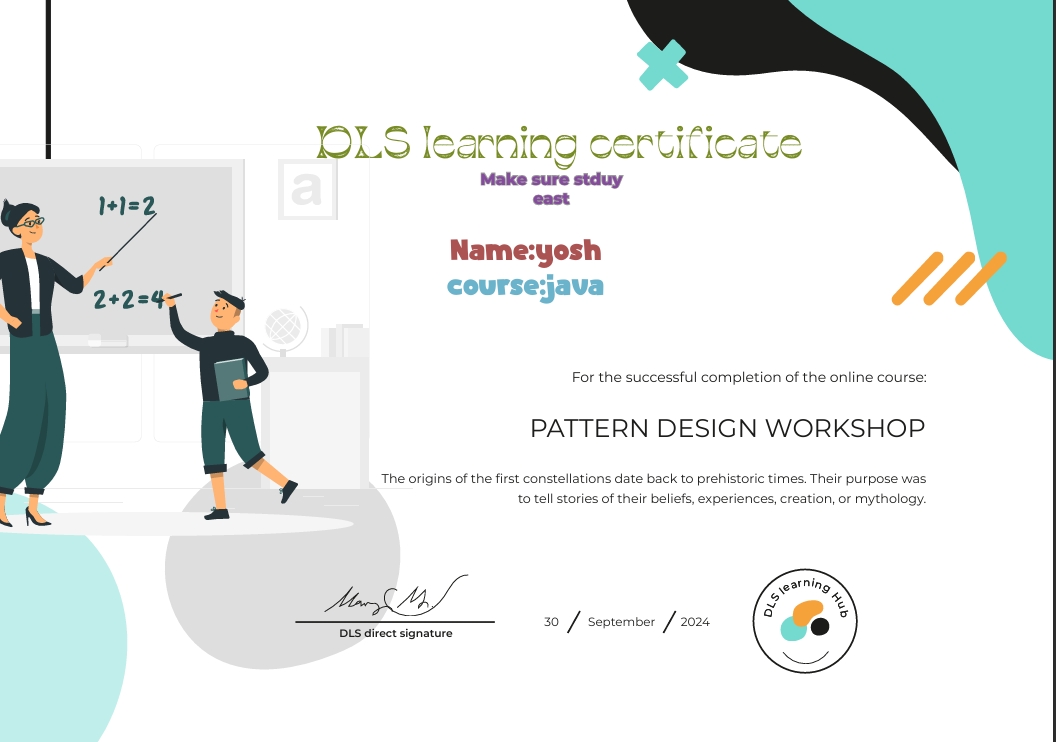 DLS learning certificate
Make sure stduy
east
Name:yosh
course:java
a
1+1=2
2+2=4
For the successful completion of the online course:
PATTERN DESIGN WORKSHOP
The origins of the first constellations date back to prehistoric times. Their purpose was
to tell stories of their beliefs, experiences, creation, or mythology.
DLS direct signature
30 / September / 2024
DLS learning Hub